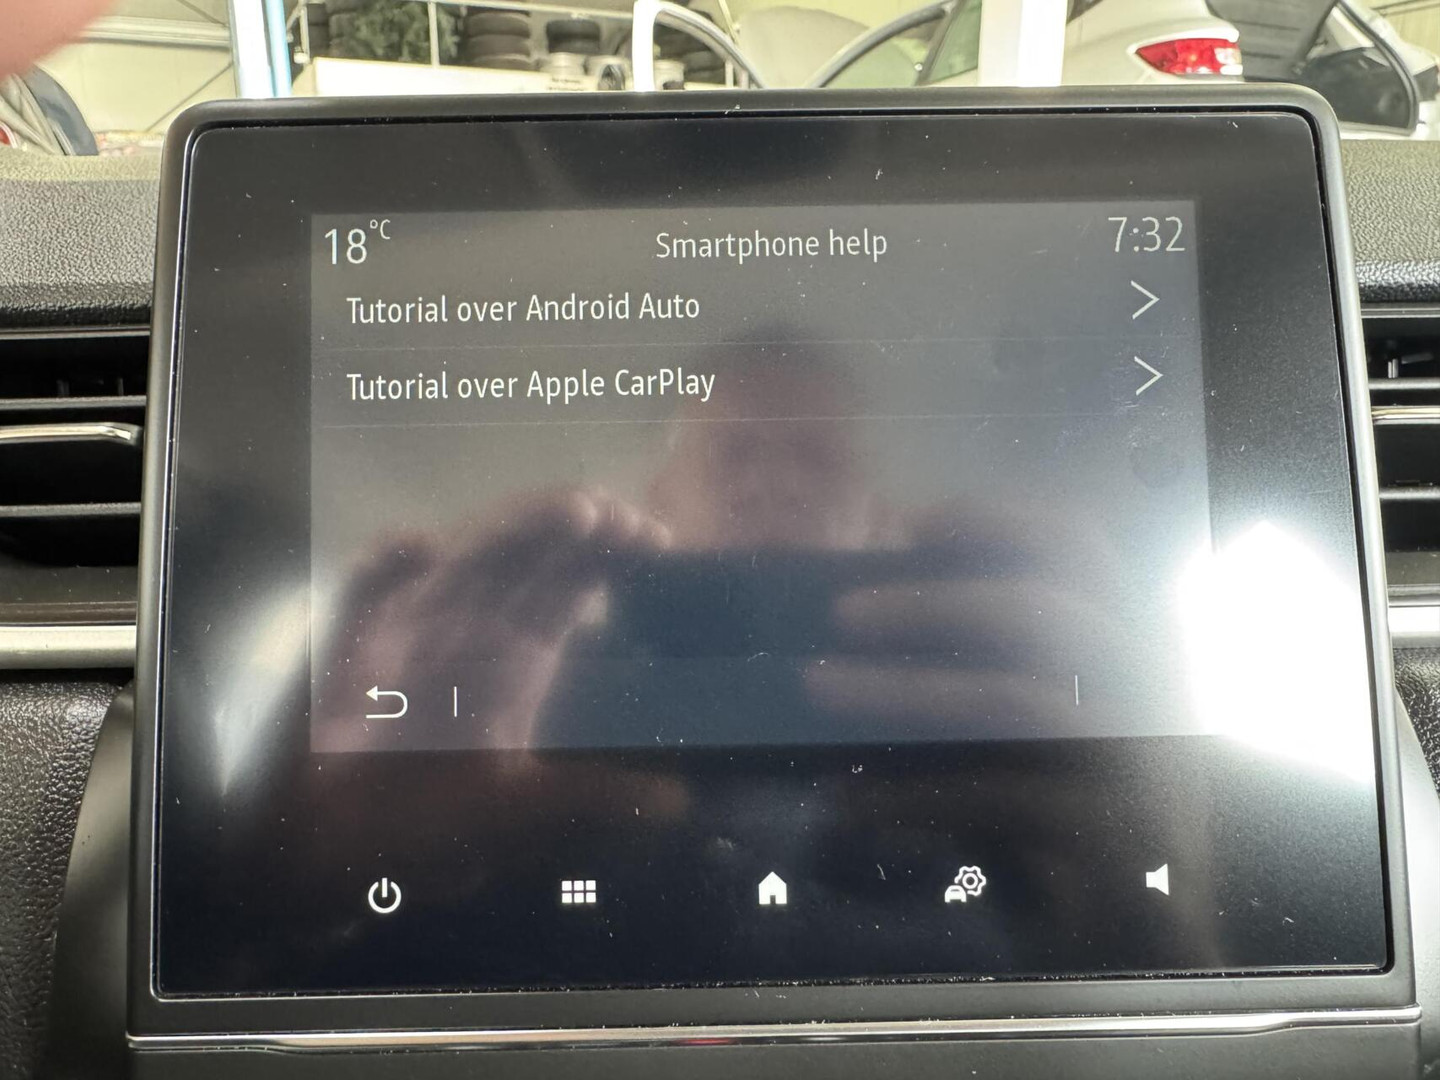 18°C
Smartphone help
7:32
Tutorial over Android Auto
Tutorial over Apple CarPlay